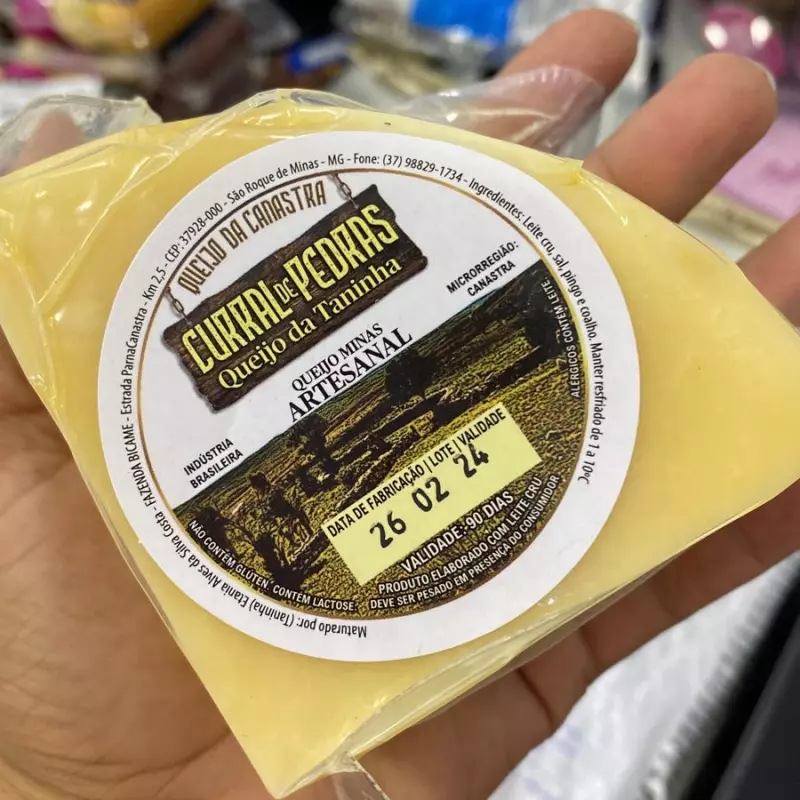 Maturado por: (Taninha) Etania Alves da Silva Costa - FAZENDA BICAME - Estrada ParnaCanastra - Km 2,5 - CEP: 37928-000 - São Roque de Minas - MG - Fone: (37) 98829-1734 - Ingredientes: Leite cru, sal, pingo e coalho. Manter resfriado de 1 a 10ºC
QUEIJO DA CANASTRA
CURRAL DE PEDRAS
Queijo da Taninha
QUEIJO MINAS
ARTESANAL
MICRORREGIÃO:
CANASTRA
INDÚSTRIA
BRASILEIRA
ALÉRGICOS CONTÉM LEITE
DATA DE FABRICAÇÃO | LOTE | VALIDADE
26 02 24
VALIDADE: 90 DIAS
PRODUTO ELABORADO COM LEITE CRU
DEVE SER PESADO EM PRESENÇA DO CONSUMIDOR
NÃO CONTÉM GLÚTEN. CONTÉM LACTOSE.